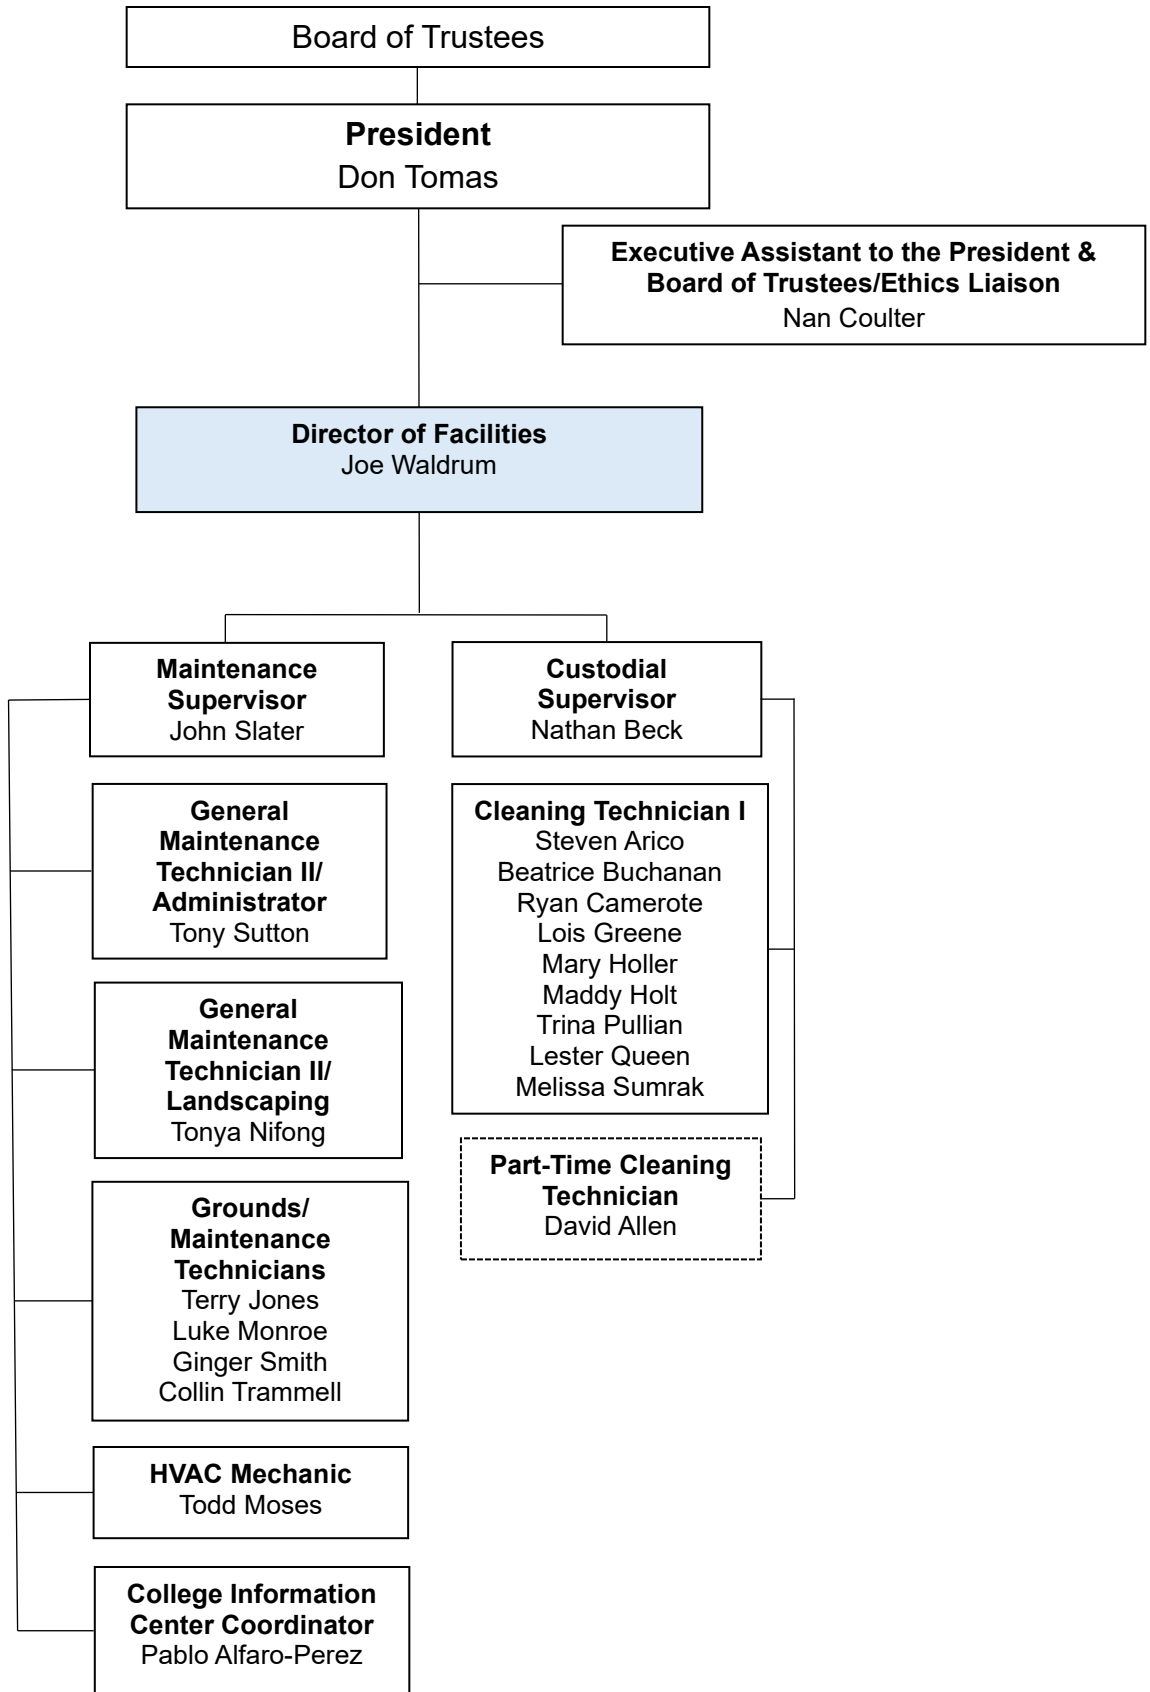 Board of Trustees
President
Don Tomas
Executive Assistant to the President &
Board of Trustees/Ethics Liaison
Nan Coulter
Director of Facilities
Joe Waldrum
Maintenance
Supervisor
John Slater
General
Maintenance
Technician II/
Administrator
Tony Sutton
General
Maintenance
Technician II/
Landscaping
Tonya Nifong
Grounds/
Maintenance
Technicians
Terry Jones
Luke Monroe
Ginger Smith
Collin Trammell
HVAC Mechanic
Todd Moses
College Information
Center Coordinator
Pablo Alfaro-Perez
Custodial
Supervisor
Nathan Beck
Cleaning Technician I
Steven Arico
Beatrice Buchanan
Ryan Camerote
Lois Greene
Mary Holler
Maddy Holt
Trina Pullian
Lester Queen
Melissa Sumrak
Part-Time Cleaning
Technician
David Allen